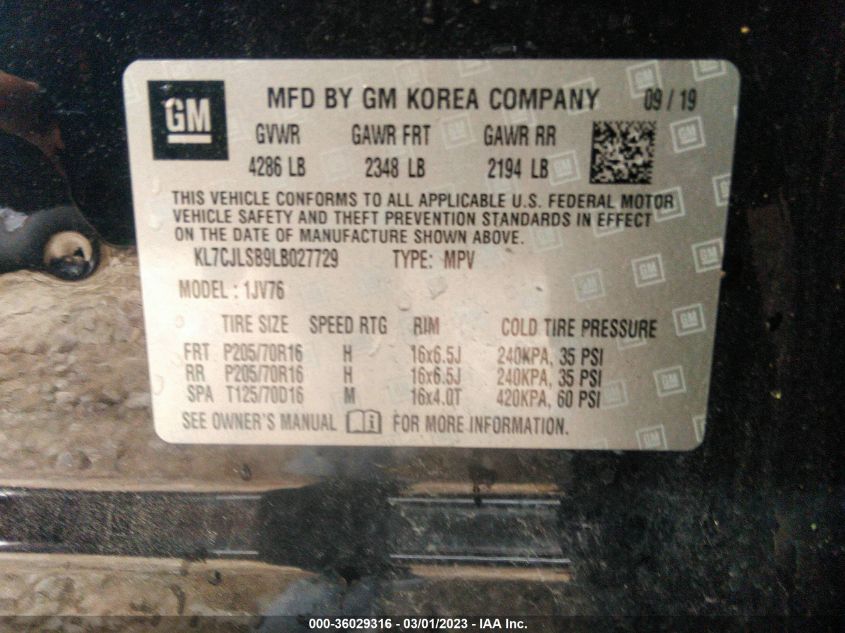 GM MFD BY GM KOREA COMPANY 09 / 19
GVWR GAWR FRT GAWR RR
4286 LB 2348 LB 2194 LB
THIS VEHICLE CONFORMS TO ALL APPLICABLE U.S. FEDERAL MOTOR
VEHICLE SAFETY AND THEFT PREVENTION STANDARDS IN EFFECT
ON THE DATE OF MANUFACTURE SHOWN ABOVE.
KL7CJLSB9LB027729 TYPE: MPV
MODEL : 1JV76
TIRE SIZE SPEED RTG RIM COLD TIRE PRESSURE
FRT P205/70R16 H 16x6.5J 240KPA, 35 PSI
RR P205/70R16 H 16x6.5J 240KPA, 35 PSI
SPA T125/70D16 M 16x4.0T 420KPA, 60 PSI
SEE OWNER'S MANUAL FOR MORE INFORMATION.
000-36029316 - 03/01/2023 - IAA Inc.